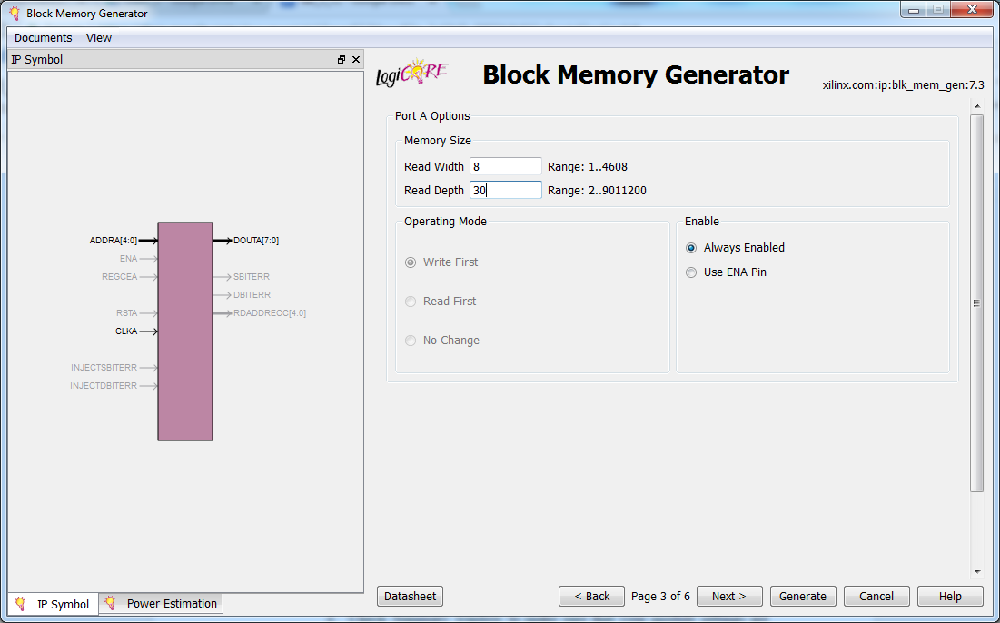 Block Memory Generator
Documents View
IP Symbol
LogiCORE
Block Memory Generator
xilinx.com:ip:blk_mem_gen:7.3
Port A Options
Memory Size
Read Width 8 Range: 1..4608
Read Depth 30 Range: 2..9011200
Operating Mode
Write First
Read First
No Change
Enable
Always Enabled
Use ENA Pin
ADDRA[4:0] DOUTA[7:0]
ENA
REGCEA SBITERR
DBITERR
RSTA RDADDRECC[4:0]
CLKA
INJECTSBITERR
INJECTDBITERR
IP Symbol Power Estimation
Datasheet < Back Page 3 of 6 Next > Generate Cancel Help